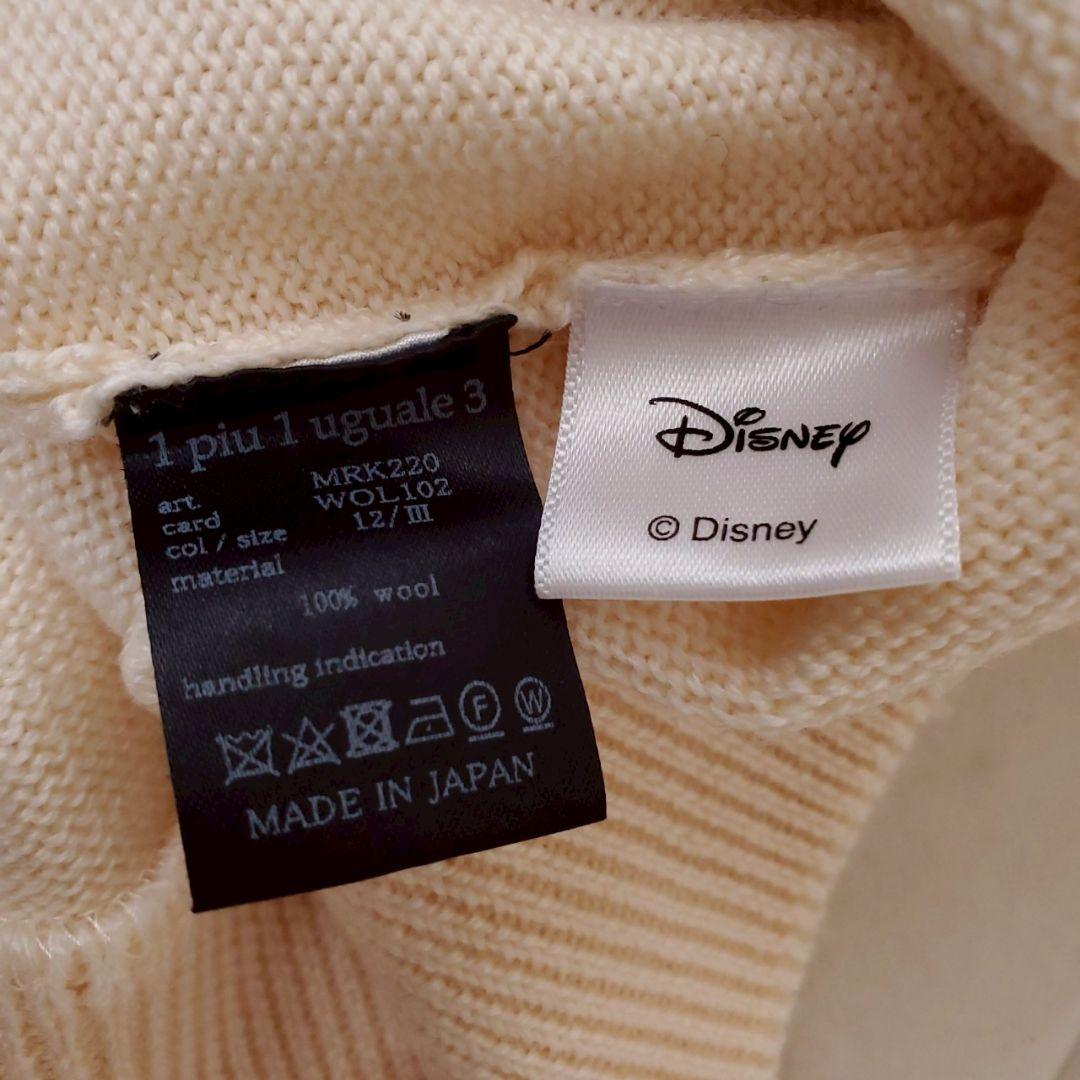 1 piu 1 uguale 3
art. MRK220
card WOL102
col / size 12/III
material
100% wool
handling indication
F W
MADE IN JAPAN
Disney
© Disney